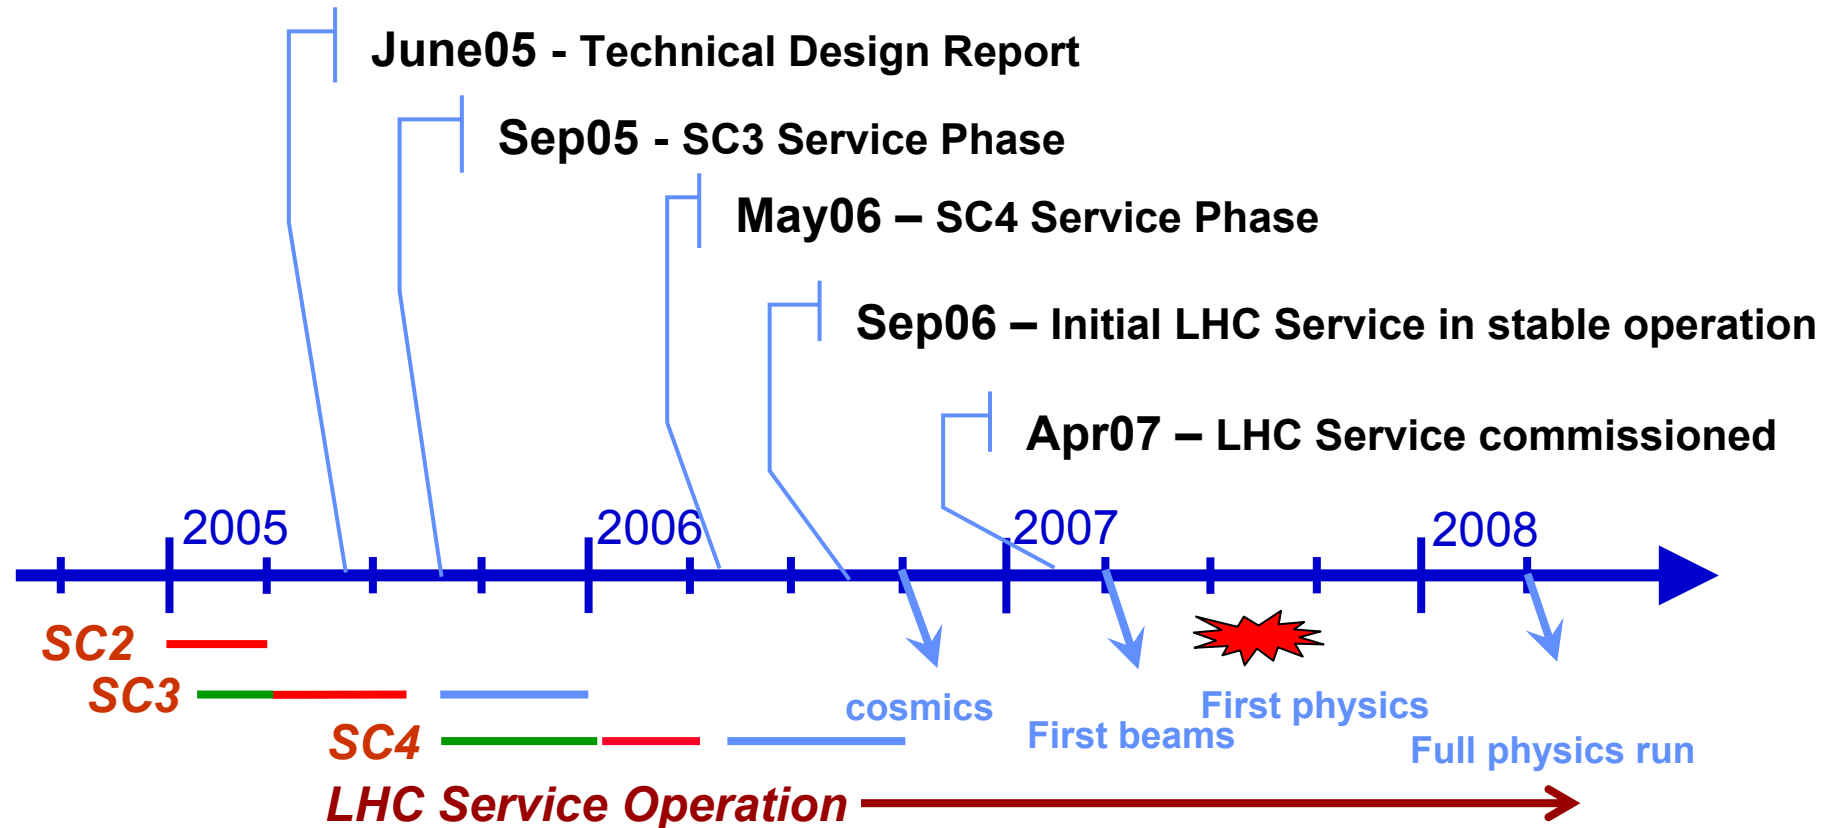 June05 - Technical Design Report
Sep05 - SC3 Service Phase
May06 – SC4 Service Phase
Sep06 – Initial LHC Service in stable operation
Apr07 – LHC Service commissioned
2005 2006 2007 2008
SC2
SC3
cosmics First physics
SC4
First beams Full physics run
LHC Service Operation